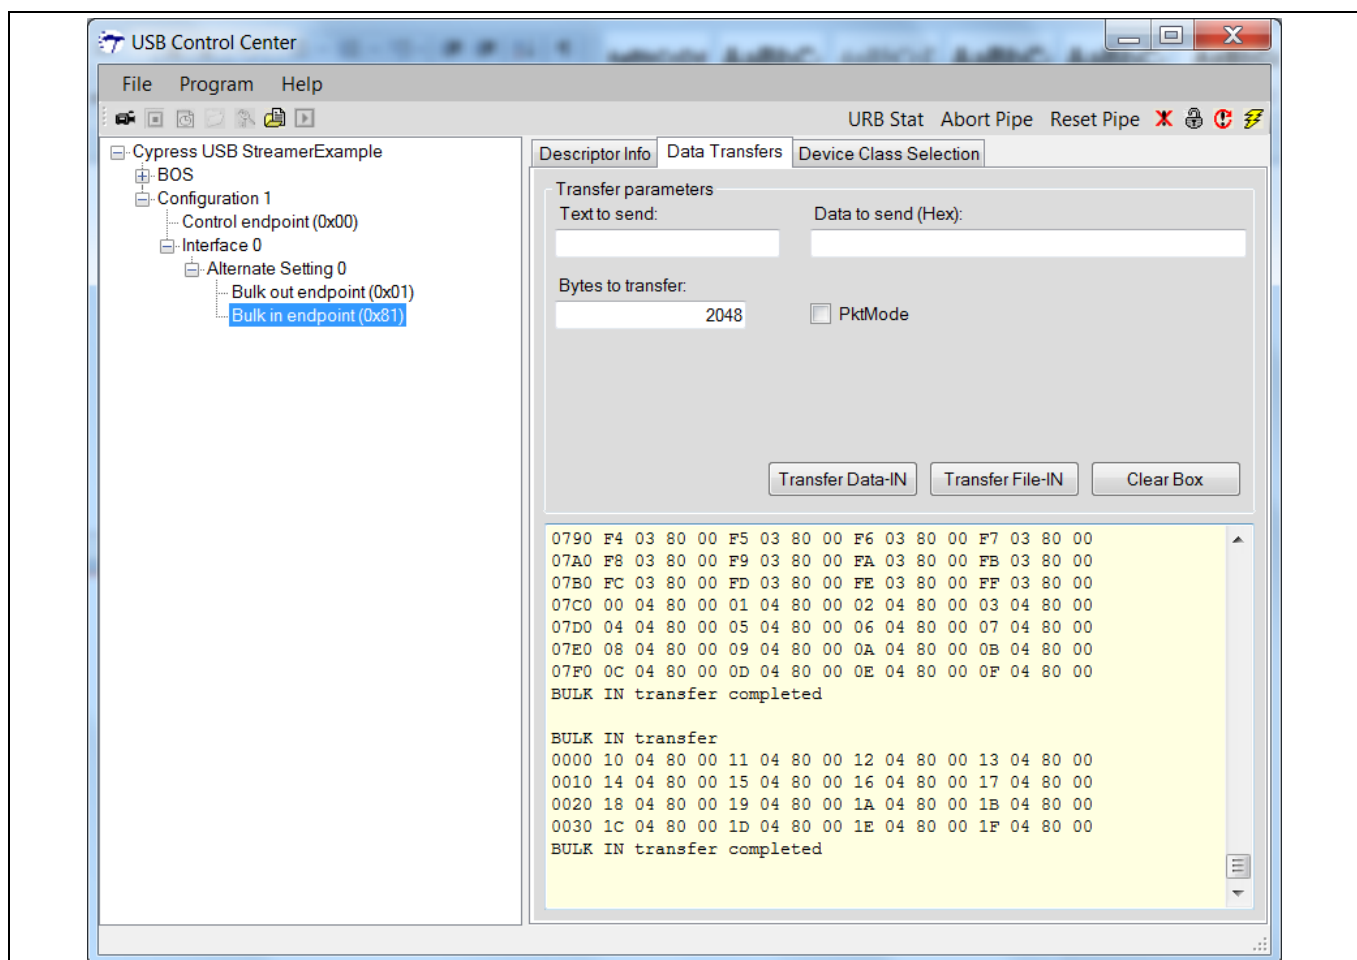 USB Control Center
File Program Help
URB Stat Abort Pipe Reset Pipe
Cypress USB StreamerExample
BOS
Configuration 1
Control endpoint (0x00)
Interface 0
Alternate Setting 0
Bulk out endpoint (0x01)
Bulk in endpoint (0x81)
Descriptor Info Data Transfers Device Class Selection
Transfer parameters
Text to send: Data to send (Hex):
Bytes to transfer:
2048 PktMode
Transfer Data-IN Transfer File-IN Clear Box
0790 F4 03 80 00 F5 03 80 00 F6 03 80 00 F7 03 80 00
07A0 F8 03 80 00 F9 03 80 00 FA 03 80 00 FB 03 80 00
07B0 FC 03 80 00 FD 03 80 00 FE 03 80 00 FF 03 80 00
07C0 00 04 80 00 01 04 80 00 02 04 80 00 03 04 80 00
07D0 04 04 80 00 05 04 80 00 06 04 80 00 07 04 80 00
07E0 08 04 80 00 09 04 80 00 0A 04 80 00 0B 04 80 00
07F0 0C 04 80 00 0D 04 80 00 0E 04 80 00 0F 04 80 00
BULK IN transfer completed
BULK IN transfer
0000 10 04 80 00 11 04 80 00 12 04 80 00 13 04 80 00
0010 14 04 80 00 15 04 80 00 16 04 80 00 17 04 80 00
0020 18 04 80 00 19 04 80 00 1A 04 80 00 1B 04 80 00
0030 1C 04 80 00 1D 04 80 00 1E 04 80 00 1F 04 80 00
BULK IN transfer completed